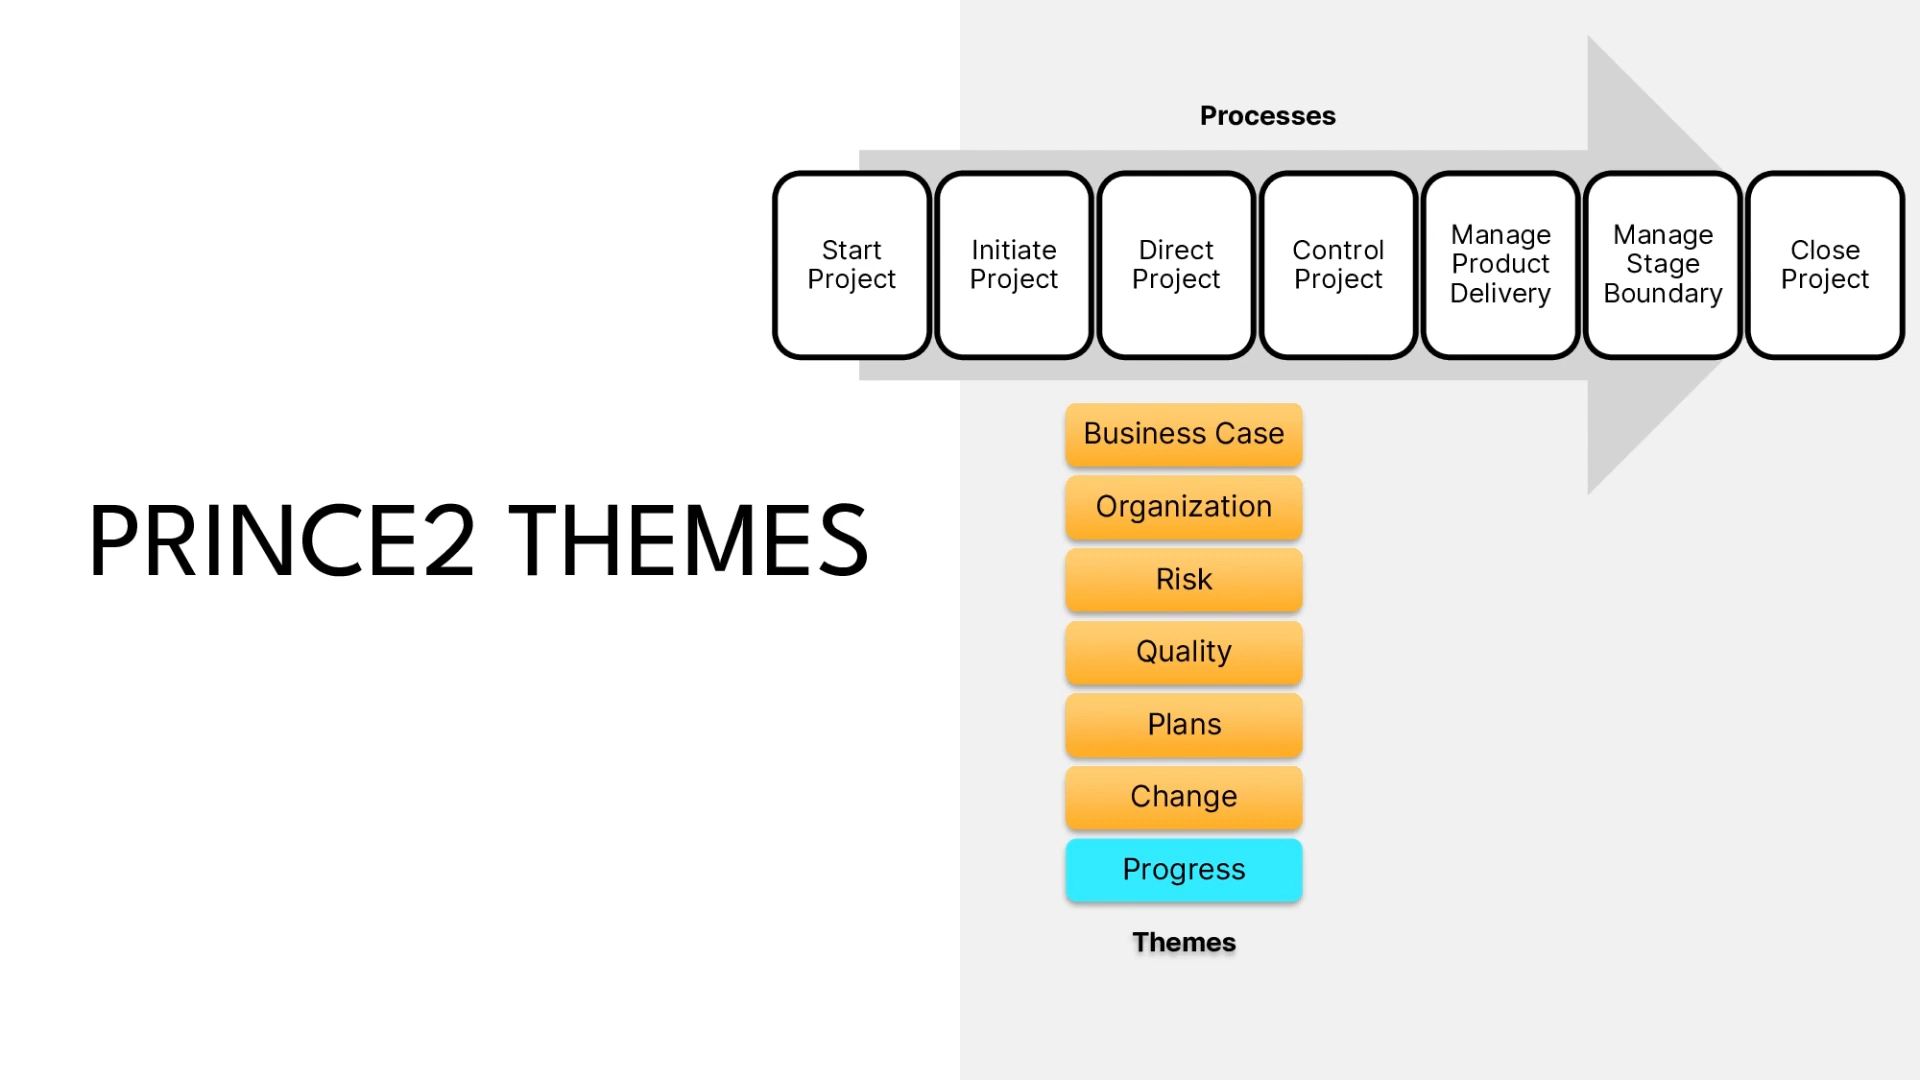 PRINCE2 THEMES
Processes
Start
Project
Initiate
Project
Direct
Project
Control
Project
Manage
Product
Delivery
Manage
Stage
Boundary
Close
Project
Business Case
Organization
Risk
Quality
Plans
Change
Progress
Themes